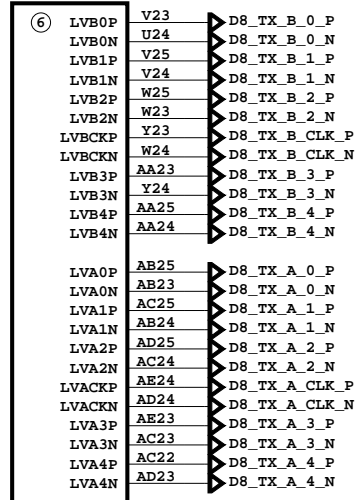 6 LVB0P V23 D8_TX_B_0_P
LVB0N U24 D8_TX_B_0_N
LVB1P V25 D8_TX_B_1_P
LVB1N V24 D8_TX_B_1_N
LVB2P W25 D8_TX_B_2_P
LVB2N W23 D8_TX_B_2_N
LVBCKP Y23 D8_TX_B_CLK_P
LVBCKN W24 D8_TX_B_CLK_N
LVB3P AA23 D8_TX_B_3_P
LVB3N Y24 D8_TX_B_3_N
LVB4P AA25 D8_TX_B_4_P
LVB4N AA24 D8_TX_B_4_N
LVA0P AB25 D8_TX_A_0_P
LVA0N AB23 D8_TX_A_0_N
LVA1P AC25 D8_TX_A_1_P
LVA1N AB24 D8_TX_A_1_N
LVA2P AD25 D8_TX_A_2_P
LVA2N AC24 D8_TX_A_2_N
LVACKP AE24 D8_TX_A_CLK_P
LVACKN AD24 D8_TX_A_CLK_N
LVA3P AE23 D8_TX_A_3_P
LVA3N AC23 D8_TX_A_3_N
LVA4P AC22 D8_TX_A_4_P
LVA4N AD23 D8_TX_A_4_N